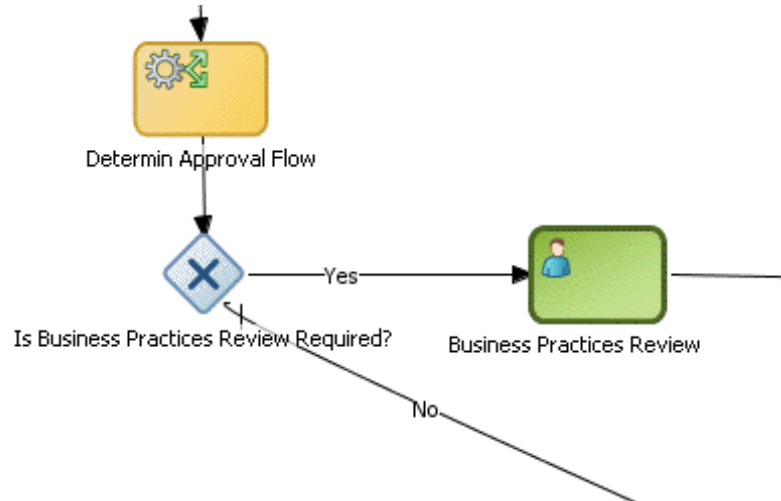 Determin Approval Flow
Yes
Is Business Practices Review Required?
Business Practices Review
No